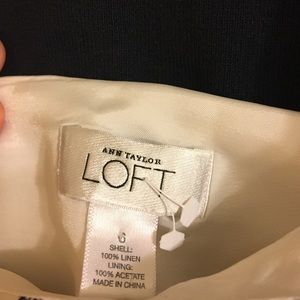 ANN TAYLOR
LOFT
6
SHELL:
100% LINEN
LINING:
100% ACETATE
MADE IN CHINA